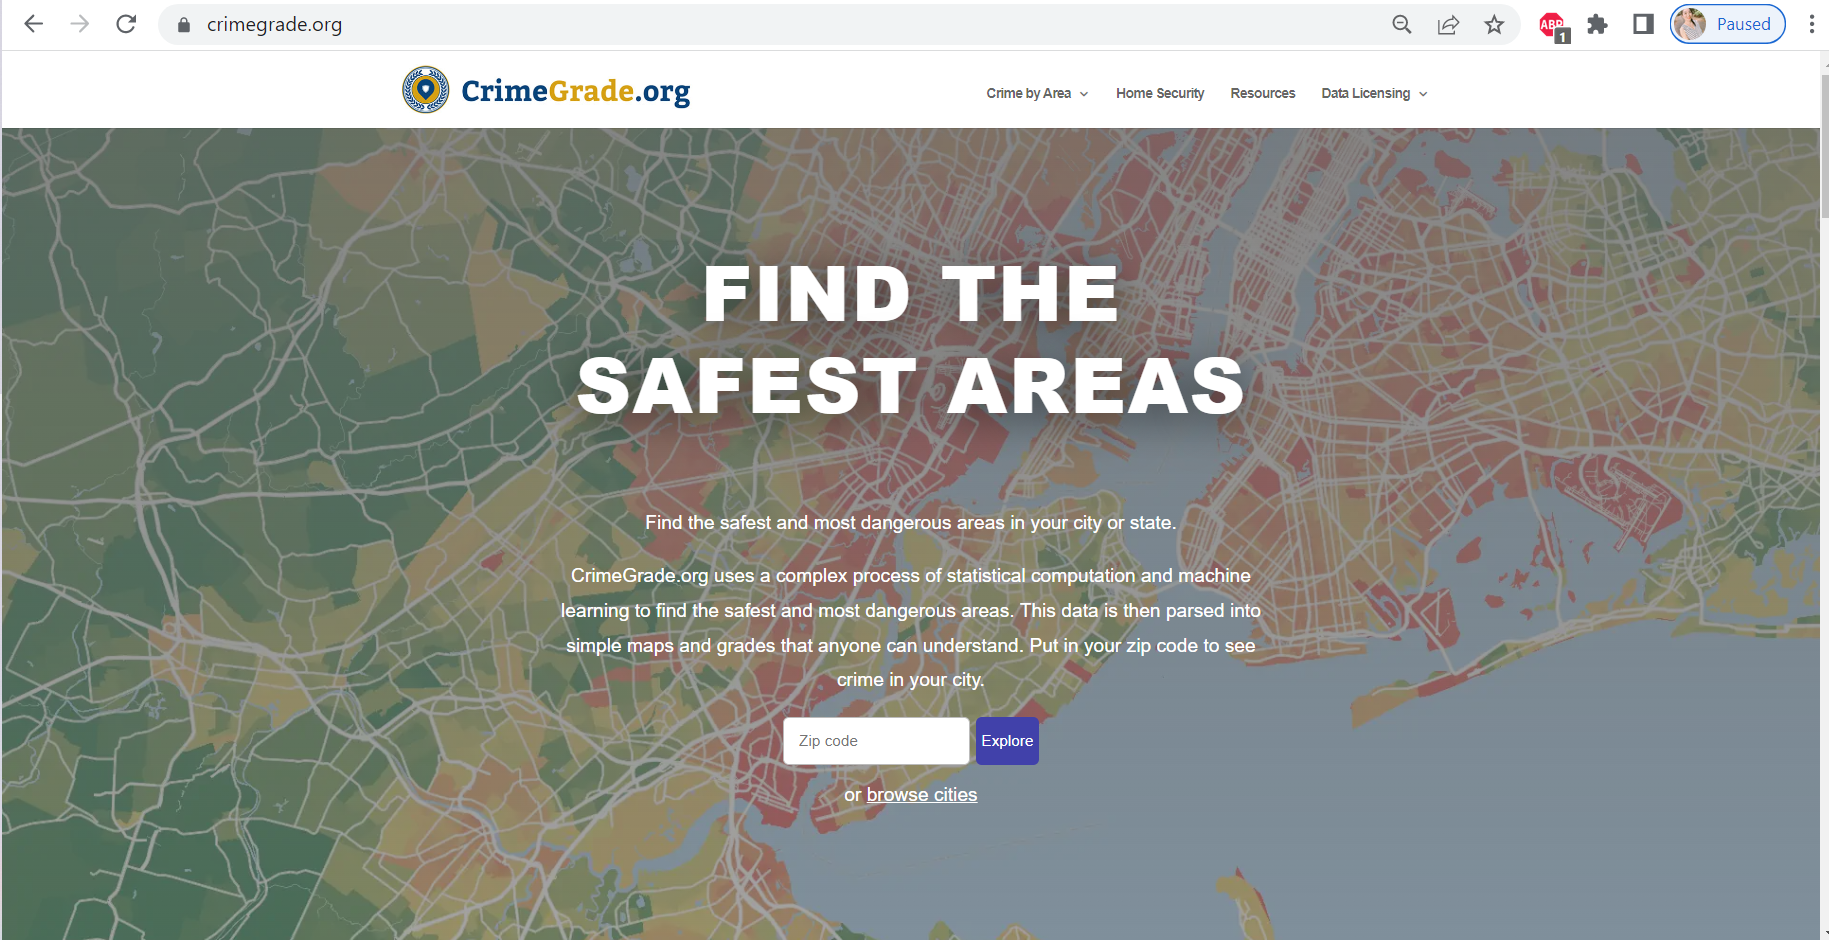 crimegrade.org
ABP
1
Paused
CrimeGrade.org
Crime by Area
Home Security
Resources
Data Licensing
FIND THE
SAFEST AREAS
Find the safest and most dangerous areas in your city or state.
CrimeGrade.org uses a complex process of statistical computation and machine
learning to find the safest and most dangerous areas. This data is then parsed into
simple maps and grades that anyone can understand. Put in your zip code to see
crime in your city.
Zip code
Explore
or browse cities